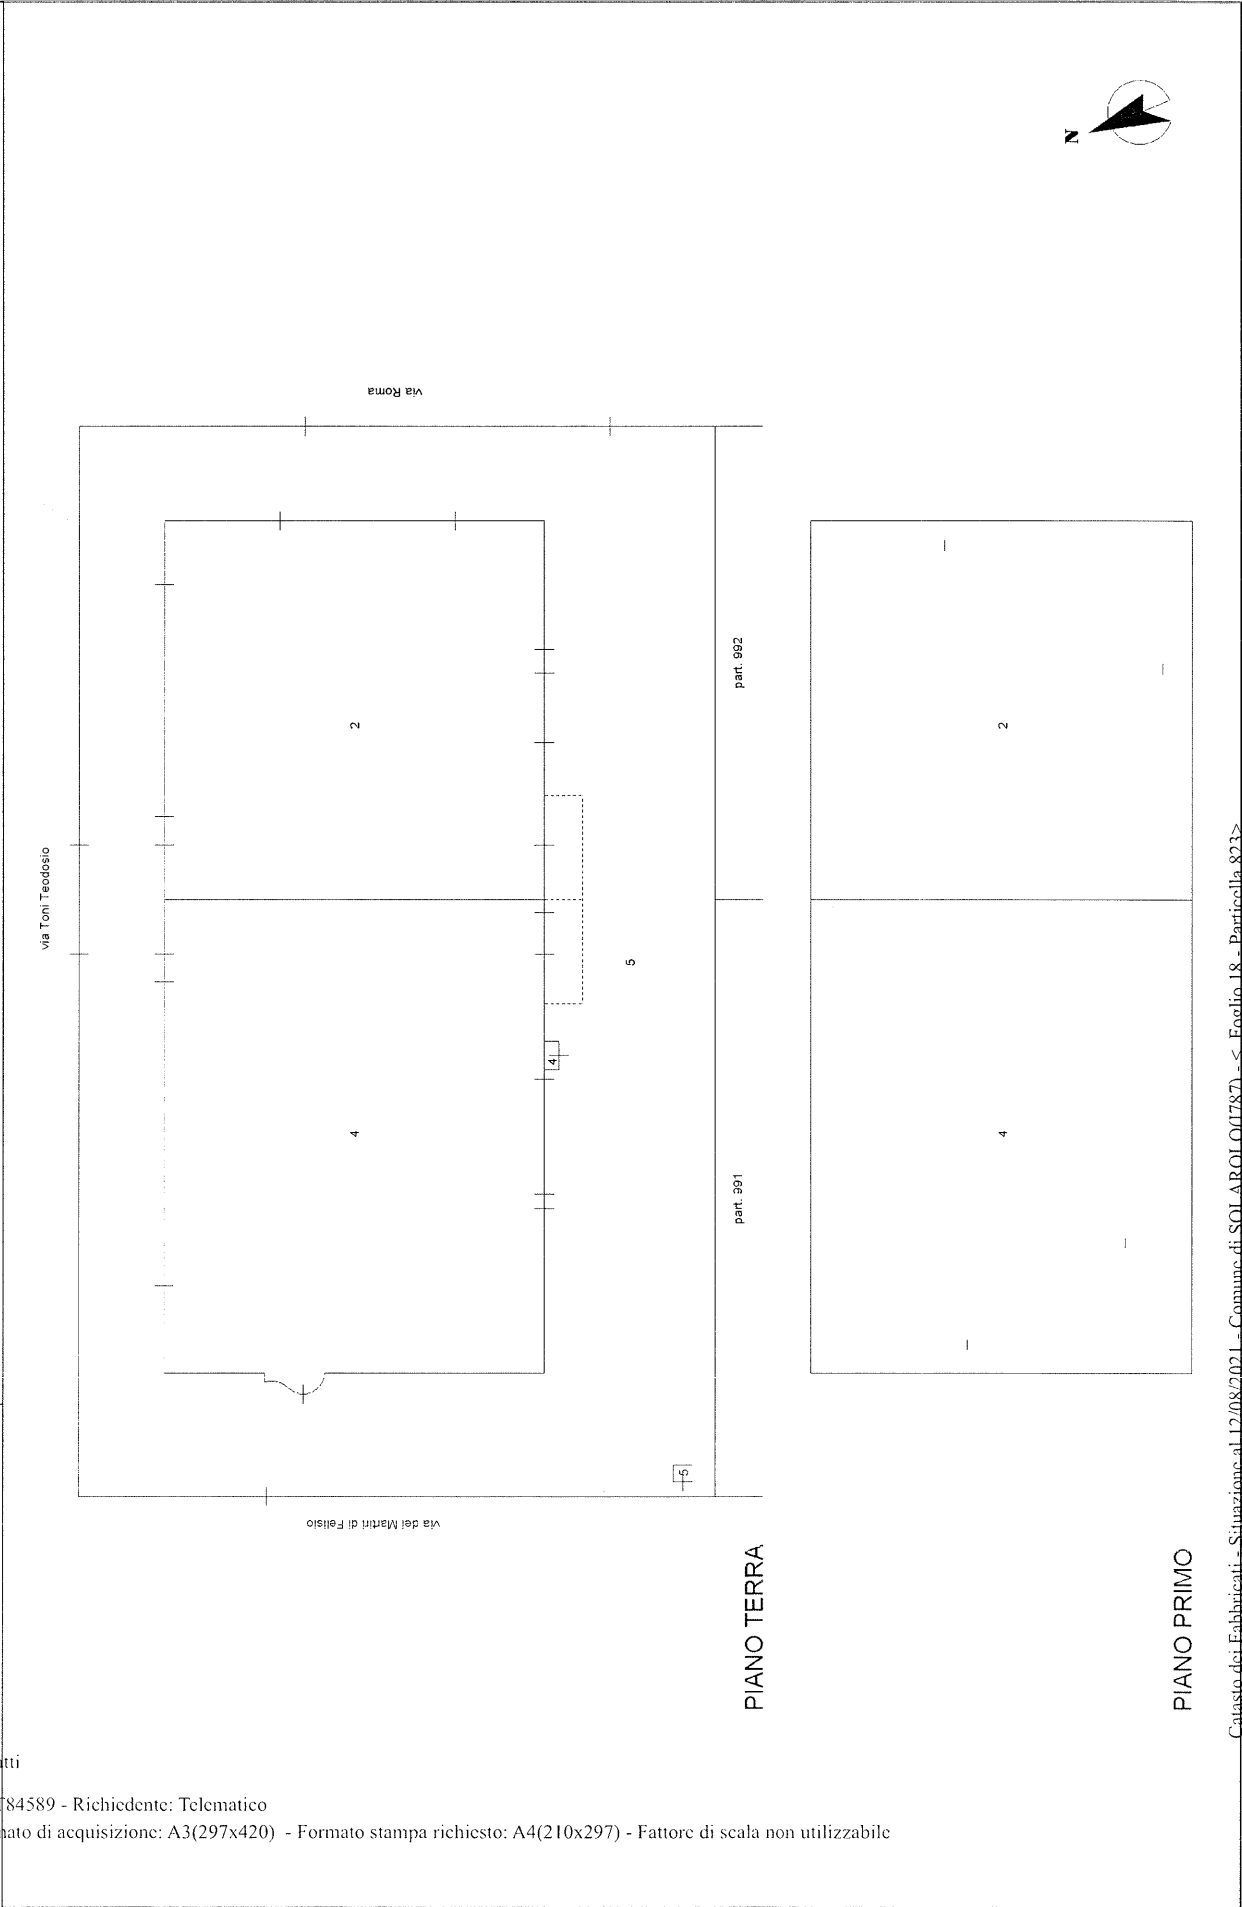 N
via Roma
via Toni Teodosio
2
part. 992
2
5
4
4
4
part. 991
5
via dei Martiri di Felisio
PIANO TERRA
PIANO PRIMO
Catasto dei Fabbricati - Situazione al 12/08/2021 - Comune di SOLAROLO(I787) - < Foglio 18 - Particella 823>
itti
T84589 - Richiedente: Telematico
nato di acquisizione: A3(297x420) - Formato stampa richiesto: A4(210x297) - Fattore di scala non utilizzabile